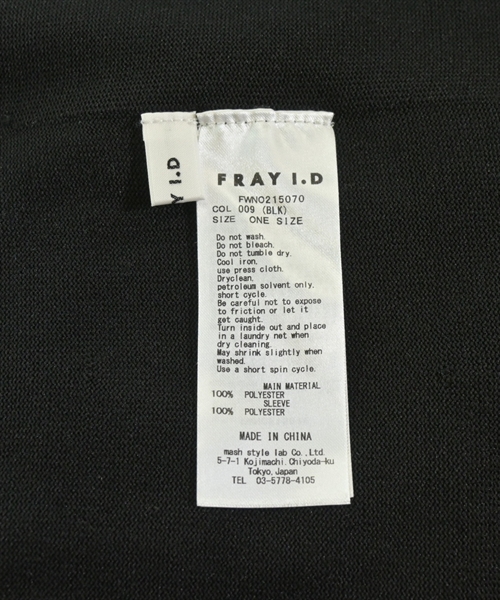 Y I.D
FRAY I.D
FWNO215070
COL 009 (BLK)
SIZE ONE SIZE
Do not wash.
Do not bleach.
Do not tumble dry.
Cool iron.
use press cloth.
Dryclean.
petroleum solvent only.
short cycle.
Be careful not to expose
to friction or let it
get caught.
Turn inside out and place
in a laundry net when
dry cleaning.
May shrink slightly when
washed.
Use a short spin cycle.
MAIN MATERIAL
100% POLYESTER
SLEEVE
100% POLYESTER
MADE IN CHINA
mash style lab Co.,Ltd.
5-7-1 Kojimachi,Chiyoda-ku
Tokyo,Japan
TEL 03-5778-4105